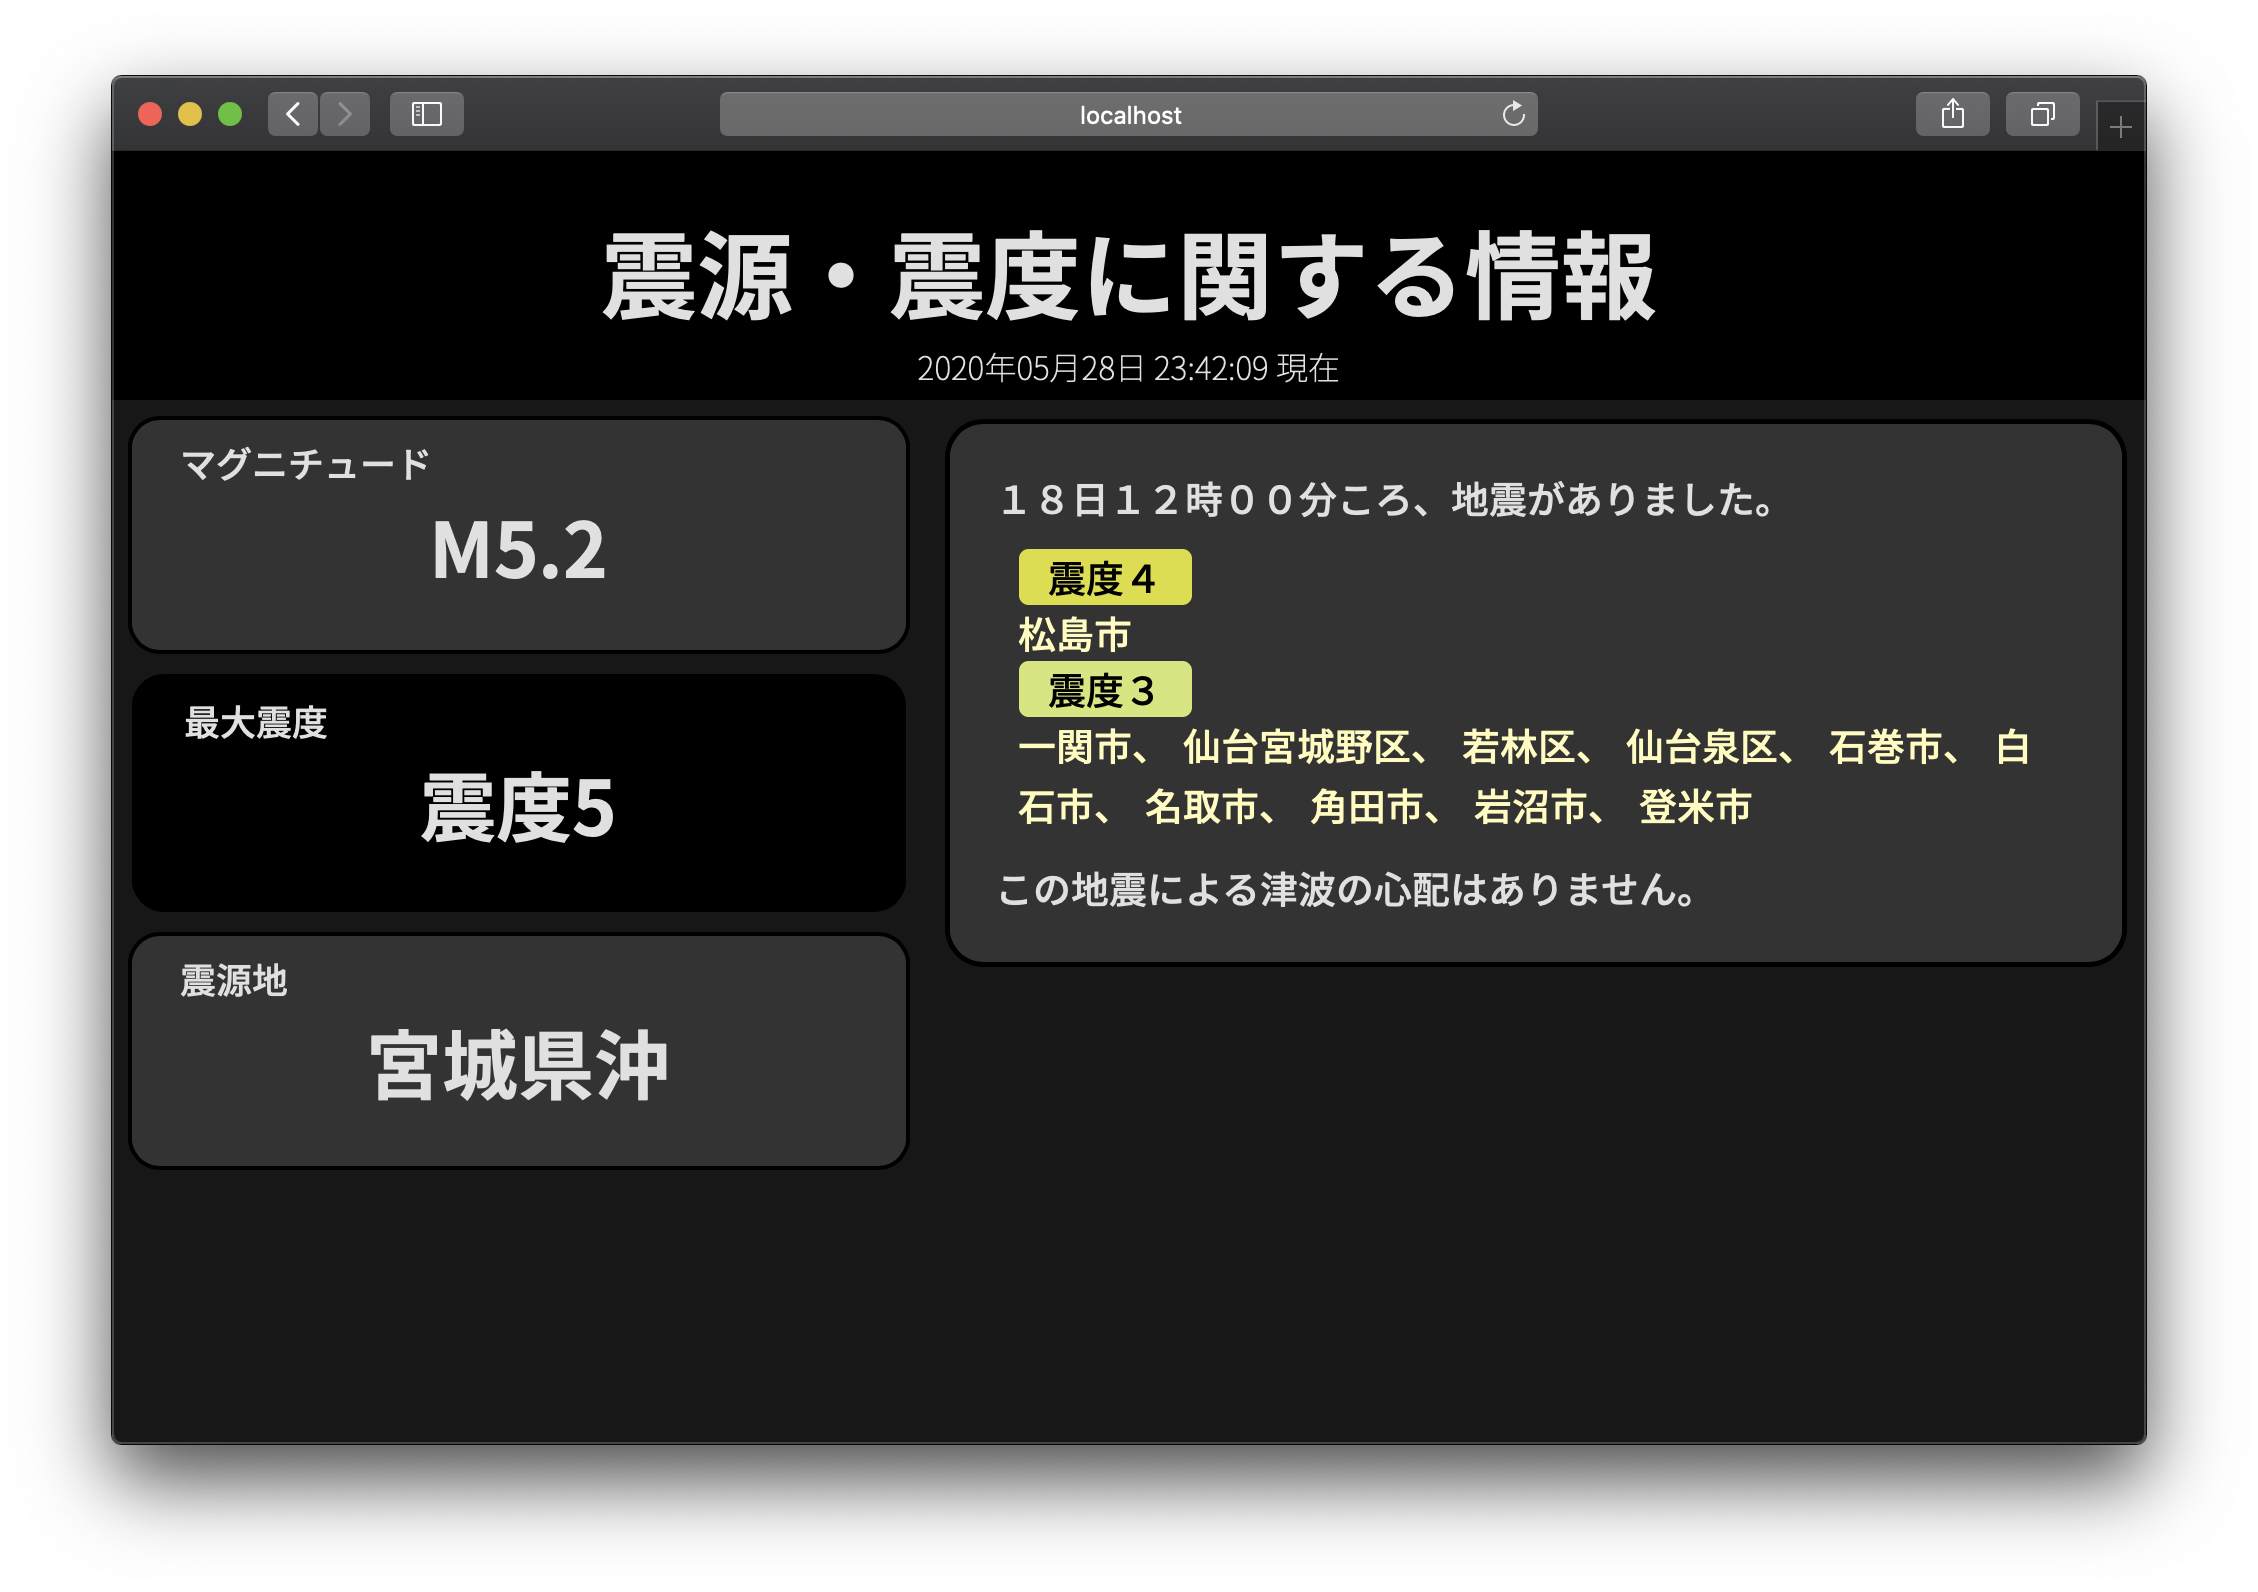 localhost
震源・震度に関する情報
2020年05月28日 23:42:09 現在
マグニチュード
M5.2
最大震度
震度5
震源地
宮城県沖
１８日１２時００分ころ、地震がありました。
震度４
松島市
震度３
一関市、 仙台宮城野区、 若林区、 仙台泉区、 石巻市、 白
石市、 名取市、 角田市、 岩沼市、 登米市
この地震による津波の心配はありません。